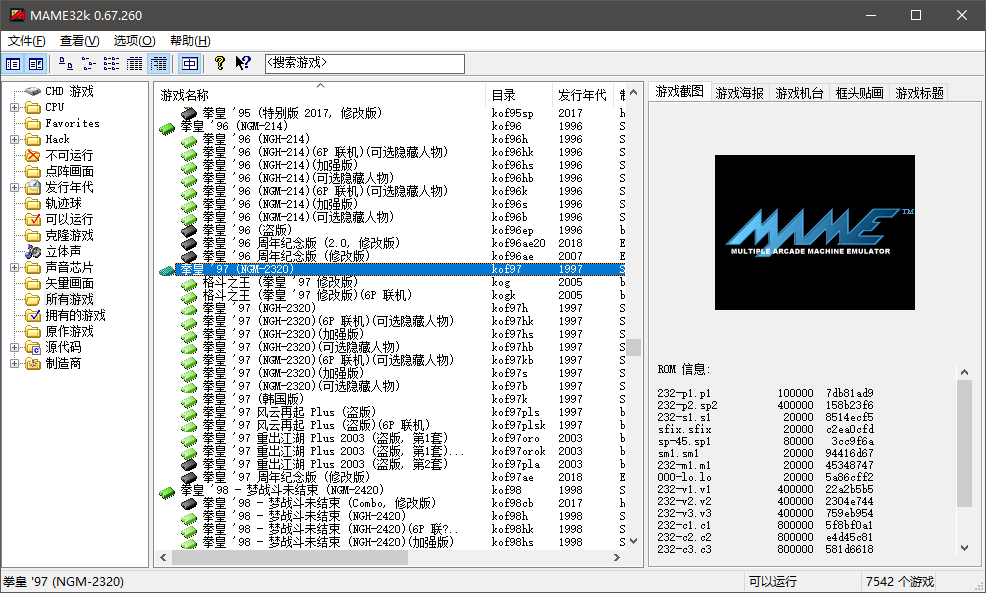 MAME32k 0.67.260
文件(F) 查看(V) 选项(O) 帮助(H)
<搜索游戏>
CHD 游戏
CPU
Favorites
Hack
不可运行
点阵画面
发行年代
轨迹球
可以运行
克隆游戏
立体声
声音芯片
矢量画面
所有游戏
拥有的游戏
原作游戏
源代码
制造商
游戏名称 目录 发行年代
拳皇 '95 (特别版 2017, 修改版) kof95sp 2017 h
拳皇 '96 (NGM-214) kof96 1996 S
拳皇 '96 (NGH-214) kof96h 1996 S
拳皇 '96 (NGH-214)(6P 联机)(可选隐藏人物) kof96hk 1996 S
拳皇 '96 (NGH-214)(加强版) kof96hs 1996 S
拳皇 '96 (NGH-214)(可选隐藏人物) kof96hb 1996 S
拳皇 '96 (NGM-214)(6P 联机)(可选隐藏人物) kof96k 1996 S
拳皇 '96 (NGM-214)(加强版) kof96s 1996 S
拳皇 '96 (NGM-214)(可选隐藏人物) kof96b 1996 S
拳皇 '96 (盗版) kof96ep 1996 b
拳皇 '96 周年纪念版 (2.0, 修改版) kof96ae20 2018 E
拳皇 '96 周年纪念版 (修改版) kof96ae 2007 E
拳皇 '97 (NGM-2320) kof97 1997 S
格斗之王 (拳皇 '97 修改版) kog 2005 b
格斗之王 (拳皇 '97 修改版)(6P 联机) kogk 2005 b
拳皇 '97 (NGH-2320) kof97h 1997 S
拳皇 '97 (NGH-2320)(6P 联机)(可选隐藏人物) kof97hk 1997 S
拳皇 '97 (NGH-2320)(加强版) kof97hs 1997 S
拳皇 '97 (NGH-2320)(可选隐藏人物) kof97hb 1997 S
拳皇 '97 (NGM-2320)(6P 联机)(可选隐藏人物) kof97kb 1997 S
拳皇 '97 (NGM-2320)(加强版) kof97s 1997 S
拳皇 '97 (NGM-2320)(可选隐藏人物) kof97b 1997 S
拳皇 '97 (韩国版) kof97k 1997 S
拳皇 '97 风云再起 Plus (盗版) kof97pls 1997 b
拳皇 '97 风云再起 Plus (盗版)(6P 联机) kof97plsk 1997 b
拳皇 '97 重出江湖 Plus 2003 (盗版, 第1套) kof97oro 2003 b
拳皇 '97 重出江湖 Plus 2003 (盗版, 第1套)... kof97orok 2003 b
拳皇 '97 重出江湖 Plus 2003 (盗版, 第2套) kof97pla 2003 b
拳皇 '97 周年纪念版 (修改版) kof97ae 2018 E
拳皇 '98 - 梦战斗未结束 (NGM-2420) kof98 1998 S
拳皇 '98 - 梦战斗未结束 (Combo, 修改版) kof98cb 2017 h
拳皇 '98 - 梦战斗未结束 (NGH-2420) kof98h 1998 S
拳皇 '98 - 梦战斗未结束 (NGH-2420)(6P 联?... kof98hk 1998 S
拳皇 '98 - 梦战斗未结束 (NGH-2420)(加强版) kof98hs 1998 S
游戏截图 游戏海报 游戏机台 框头贴画 游戏标题
MAME TM
MULTIPLE ARCADE MACHINE EMULATOR
ROM 信息:
232-p1.p1 100000 7db81ad9
232-p2.sp2 400000 158b23f6
232-s1.s1 20000 8514ecf5
sfix.sfix 20000 c2ea0cfd
sp-45.sp1 80000 3cc9f6a
sm1.sm1 20000 94416d67
232-m1.m1 20000 45348747
000-lo.lo 20000 5a86cff2
232-v1.v1 400000 22a2b5b5
232-v2.v2 400000 2304e744
232-v3.v3 400000 759eb954
232-c1.c1 800000 5f8bf0a1
232-c2.c2 800000 e4d45c81
232-c3.c3 800000 581d6618
拳皇 '97 (NGM-2320) 可以运行 7542 个游戏